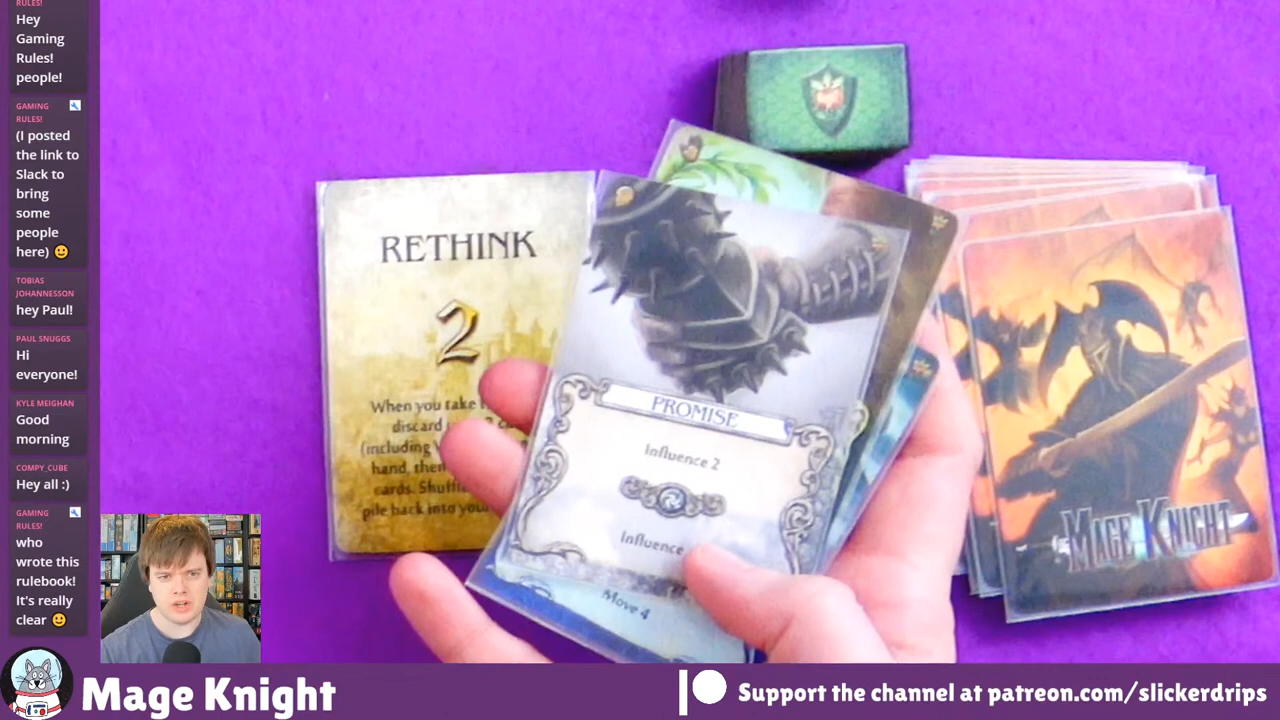 RULES!
Hey
Gaming
Rules!
people!
GAMING
RULES!
(I posted
the link to
Slack to
bring
some
people
here) 🙂
TOBIAS
JOHANNESSON
hey Paul!
PAUL SNUGGS
Hi
everyone!
KYLE MEIGHAN
Good
morning
COMPY_CUBE
Hey all :)
GAMING
RULES!
who
wrote this
rulebook!
It's really
clear 🙂
RETHINK
2
When you take
discard
(including
hand, then
cards.
pile back into your
PROMISE
Influence 2
Influence
Move 4
MAGE KNIGHT
Mage Knight
Support the channel at patreon.com/slickerdrips